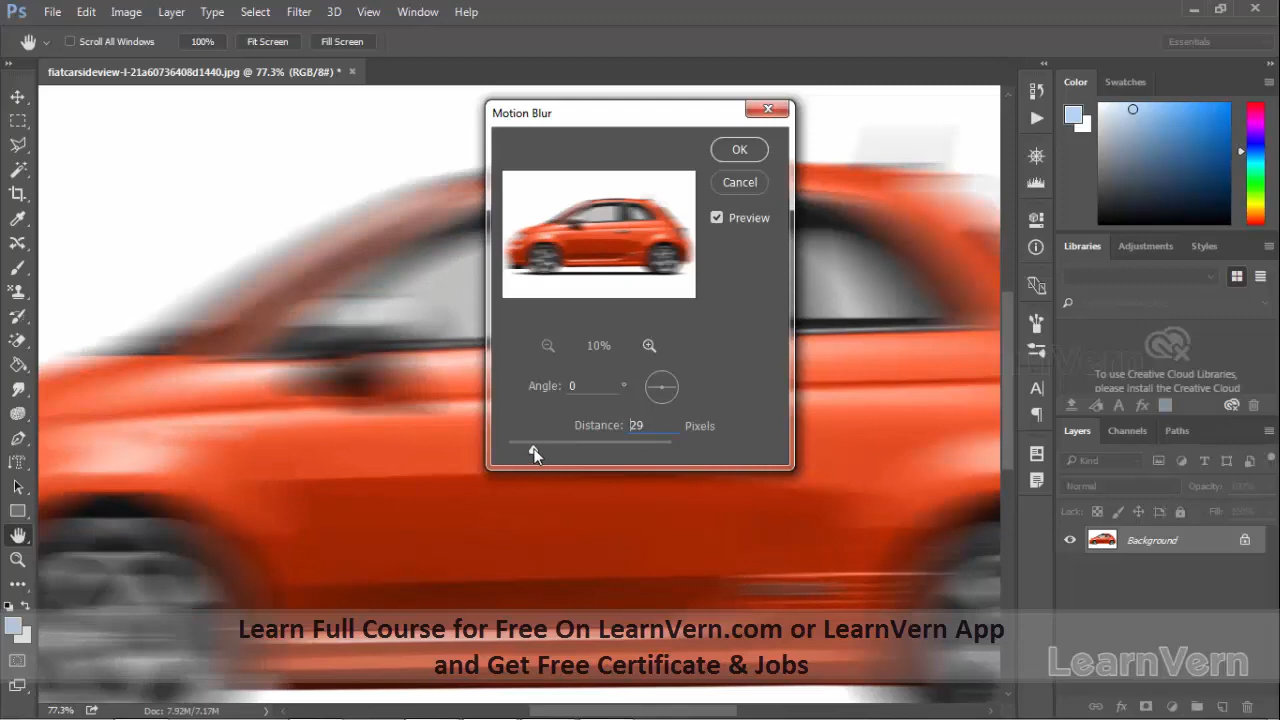 Ps File Edit Image Layer Type Select Filter 3D View Window Help
Scroll All Windows 100% Fit Screen Fill Screen Essentials
fiatcarsideview-l-21a60736408d1440.jpg @ 77.3% (RGB/8#) *
Motion Blur
OK
Cancel
Preview
10%
Angle: 0 °
Distance: 29 Pixels
Color Swatches
Libraries Adjustments Styles
To use Creative Cloud Libraries,
please install the Creative Cloud
Layers Channels Paths
Kind
Normal Opacity: 100%
Lock: Fill: 100%
Background
Learn Full Course for Free On LearnVern.com or LearnVern App
and Get Free Certificate & Jobs
LearnVern
77.3% Doc: 7.92M/7.17M